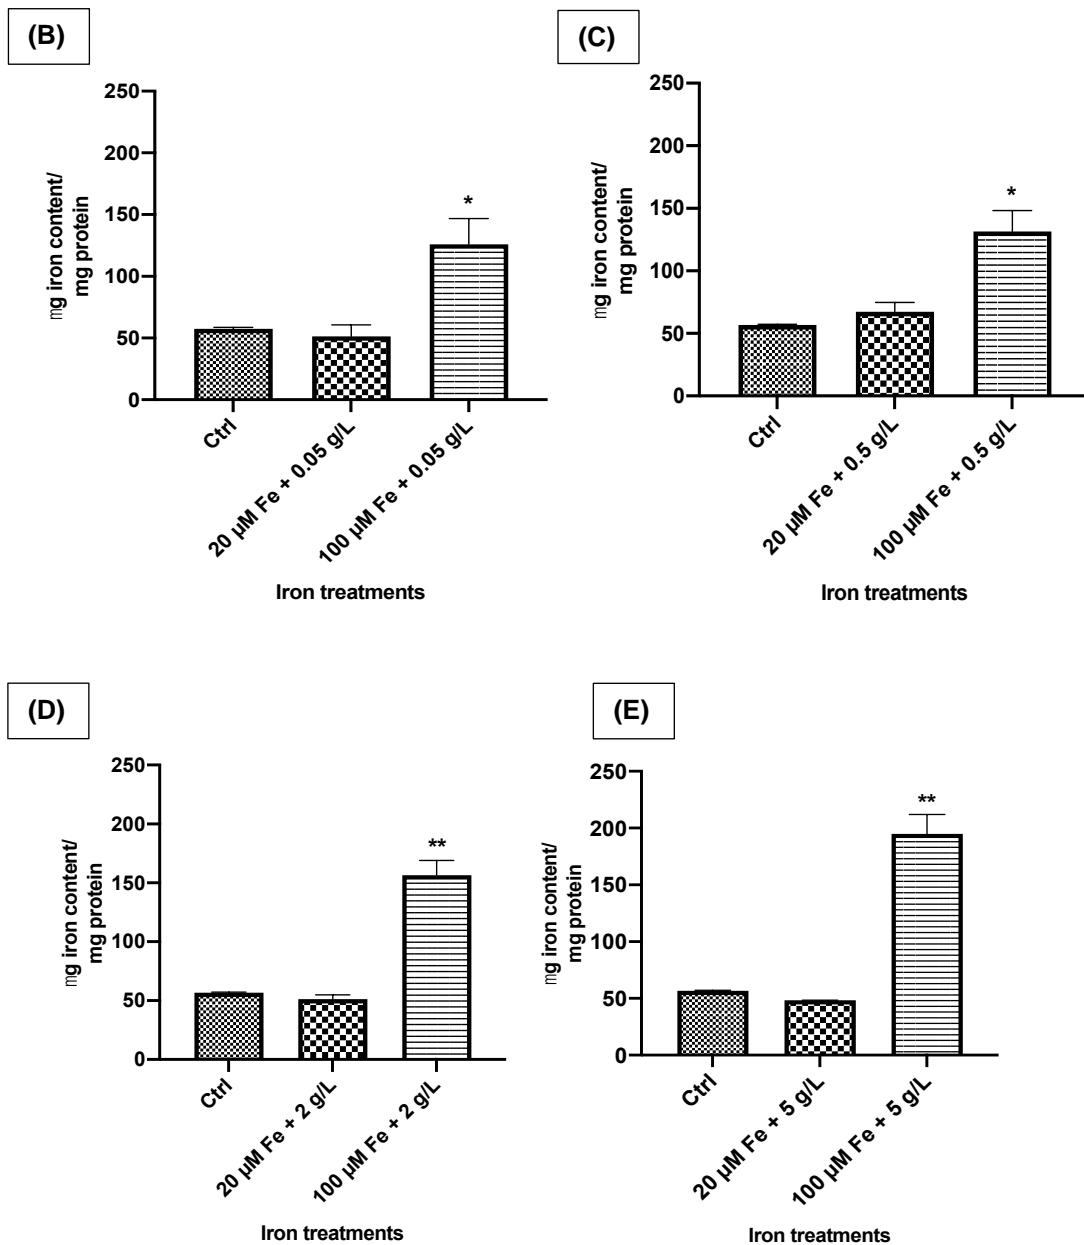 (B)
250
200
150
100
50
0
mg iron content/
mg protein
*
Ctrl
20 µM Fe + 0.05 g/L
100 µM Fe + 0.05 g/L
Iron treatments
(C)
250
200
150
100
50
0
mg iron content/
mg protein
*
Ctrl
20 µM Fe + 0.5 g/L
100 µM Fe + 0.5 g/L
Iron treatments
(D)
250
200
150
100
50
0
mg iron content/
mg protein
**
Ctrl
20 µM Fe + 2 g/L
100 µM Fe + 2 g/L
Iron treatments
(E)
250
200
150
100
50
0
mg iron content/
mg protein
**
Ctrl
20 µM Fe + 5 g/L
100 µM Fe + 5 g/L
Iron treatments